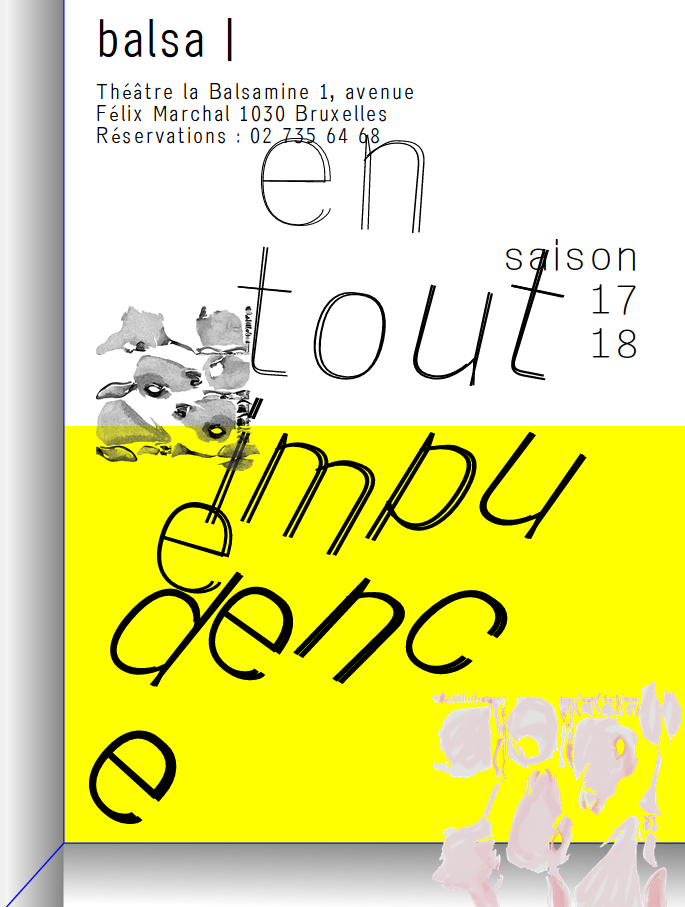 balsa |
Théâtre la Balsamine 1, avenue
Félix Marchal 1030 Bruxelles
Réservations : 02 735 64 68
en
saison
tout
17
18
impu
e
denc
e